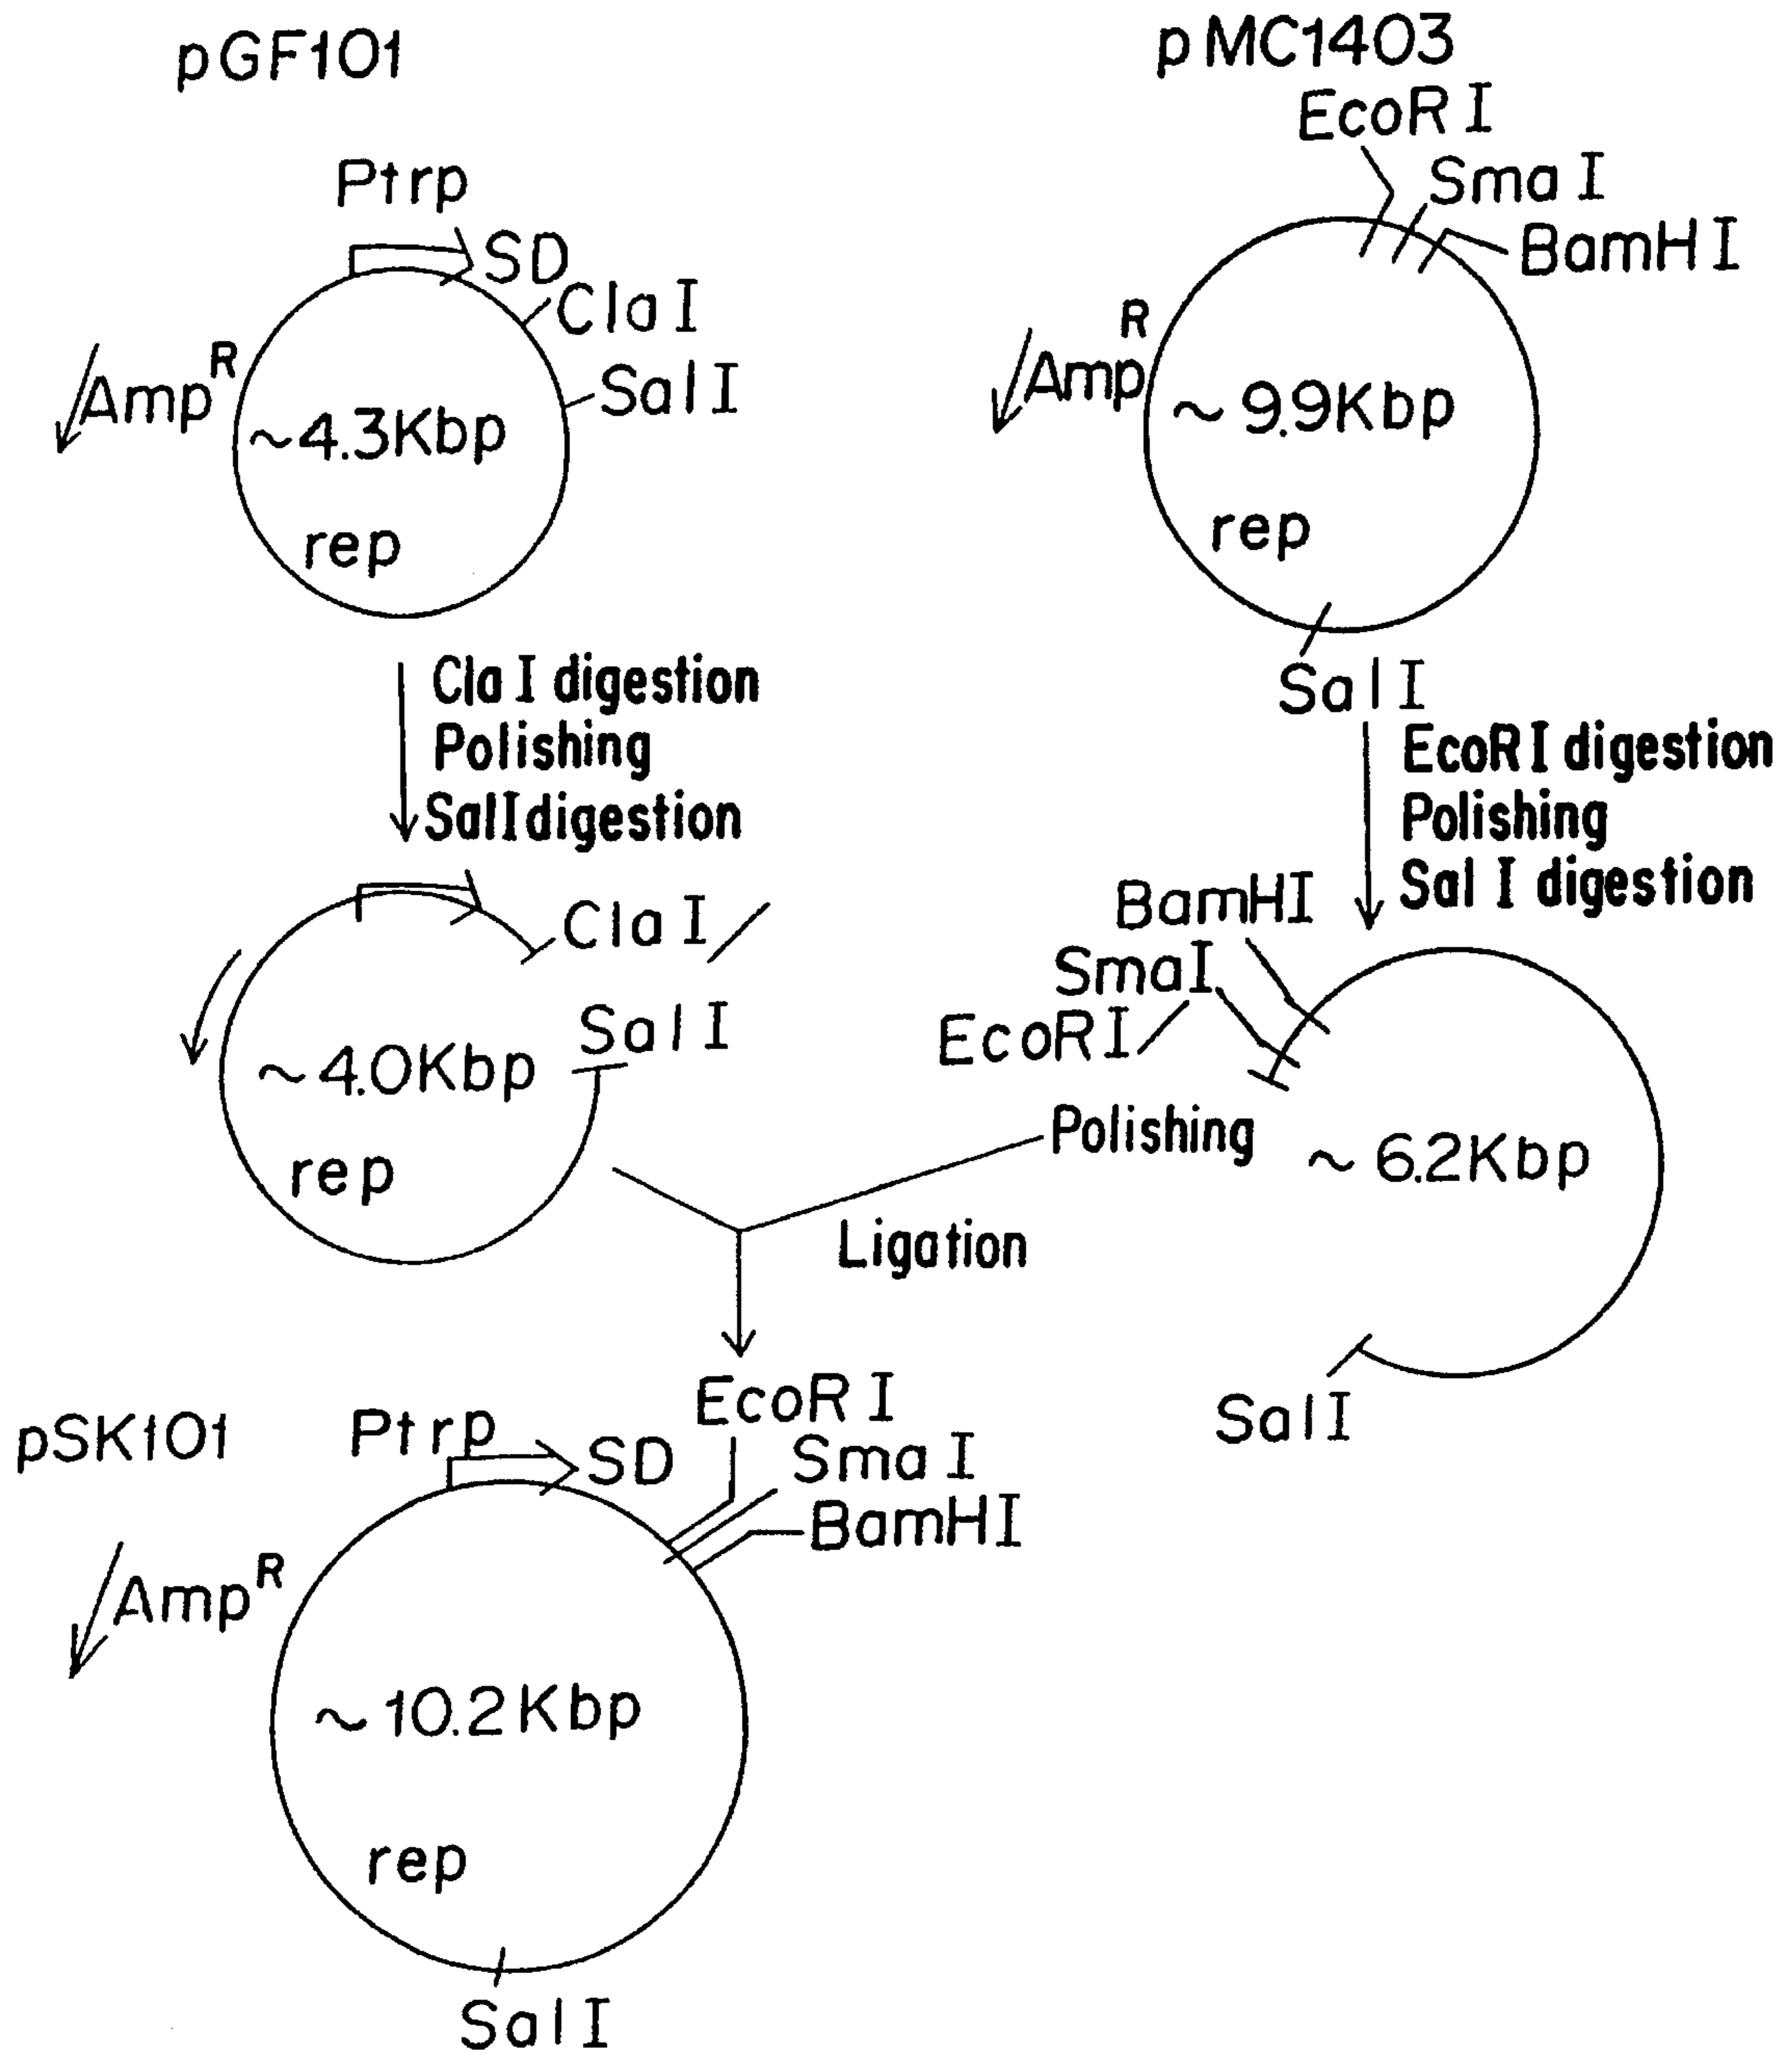 pGF101
Ptrp
SD
Cla I
Sal I
Amp R
~4.3Kbp
rep
Cla I digestion
Polishing
Sal I digestion
pMC1403
EcoR I
Sma I
BamH I
Amp R
~9.9Kbp
rep
Sal I
EcoR I digestion
Polishing
Sal I digestion
Cla I /
Sal I
~4.0Kbp
rep
BamHI
SmaI
EcoRI /
Polishing
~6.2Kbp
SalI
Ligation
pSK101
Ptrp
SD
EcoR I
Sma I
BamHI
Amp R
~10.2Kbp
rep
Sal I